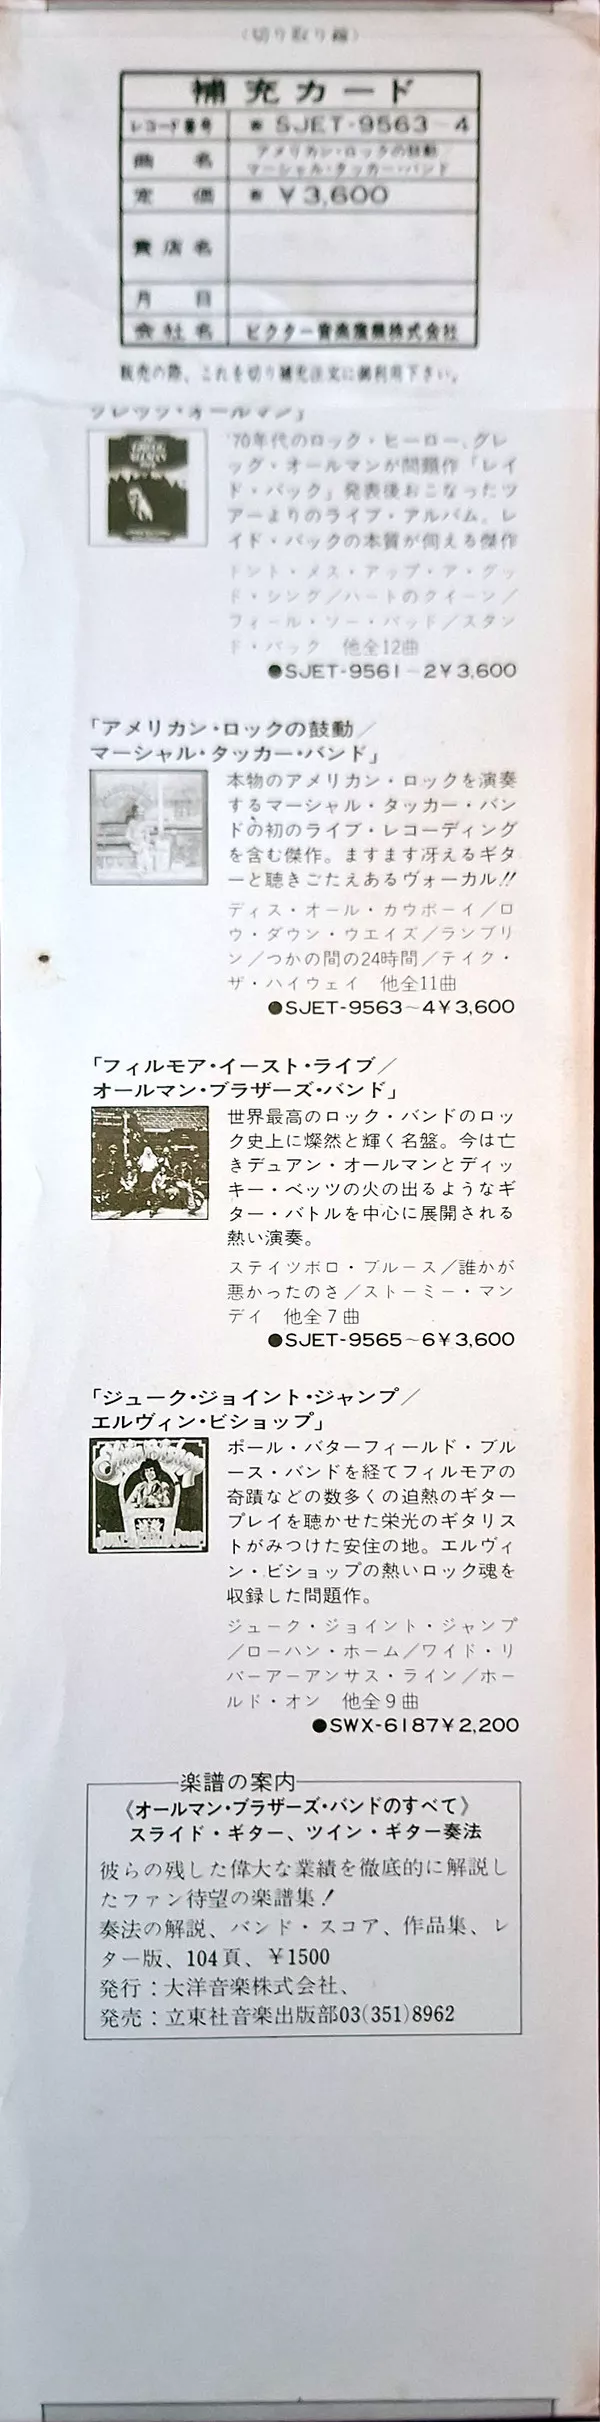 (切り取り線)
補充カード
レコード番号 SJET-9563~4
曲名 アメリカン・ロックの鼓動/
マーシャル・タッカー・バンド
定価 ¥3,600
売店名
月 日
会社名 ビクター音楽産業株式会社
販売の際、これを切り補充注文に御利用下さい。
グレッグ・オールマン」
'70年代のロック・ヒーロー、グレ
ッグ・オールマンが問題作「レイ
ド・バック」発表後おこなったツ
アーよりのライブ・アルバム。レ
イド・バックの本質が伺える傑作
ドント・メス・アップ・ア・グッ
ド・シング/ハートのクイーン/
フィール・ソー・バッド/スタン
ド・バック 他全12曲
●SJET-9561~2¥3,600
「アメリカン・ロックの鼓動/
マーシャル・タッカー・バンド」
本物のアメリカン・ロックを演奏
するマーシャル・タッカー・バン
ドの初のライブ・レコーディング
を含む傑作。ますます冴えるギタ
ーと聴きごたえあるヴォーカル!!
ディス・オール・カウボーイ/ロ
ウ・ダウン・ウエイズ/ランブリ
ン/つかの間の24時間/テイク・
ザ・ハイウェイ 他全11曲
●SJET-9563~4¥3,600
「フィルモア・イースト・ライブ/
オールマン・ブラザーズ・バンド」
世界最高のロック・バンドのロッ
ク史上に燦然と輝く名盤。今は亡
きデュアン・オールマンとディッ
キー・ベッツの火の出るようなギ
ター・バトルを中心に展開される
熱い演奏。
ステイツボロ・ブルース/誰かが
悪かったのさ/ストーミー・マン
デイ 他全7曲
●SJET-9565~6¥3,600
「ジューク・ジョイント・ジャンプ/
エルヴィン・ビショップ」
ポール・バターフィールド・ブル
ース・バンドを経てフィルモアの
奇蹟などの数多くの迫熱のギター
プレイを聴かせた栄光のギタリス
トがみつけた安住の地。エルヴィ
ン・ビショップの熱いロック魂を
収録した問題作。
ジューク・ジョイント・ジャンプ
/ローハン・ホーム/ワイド・リ
バーアーアンサス・ライン/ホー
ルド・オン 他全9曲
●SWX-6187¥2,200
楽譜の案内
《オールマン・ブラザーズ・バンドのすべて》
スライド・ギター、ツイン・ギター奏法
彼らの残した偉大な業績を徹底的に解説し
たファン待望の楽譜集!
奏法の解説、バンド・スコア、作品集、レ
ター版、104頁、¥1500
発行:大洋音楽株式会社、
発売:立東社音楽出版部03(351)8962